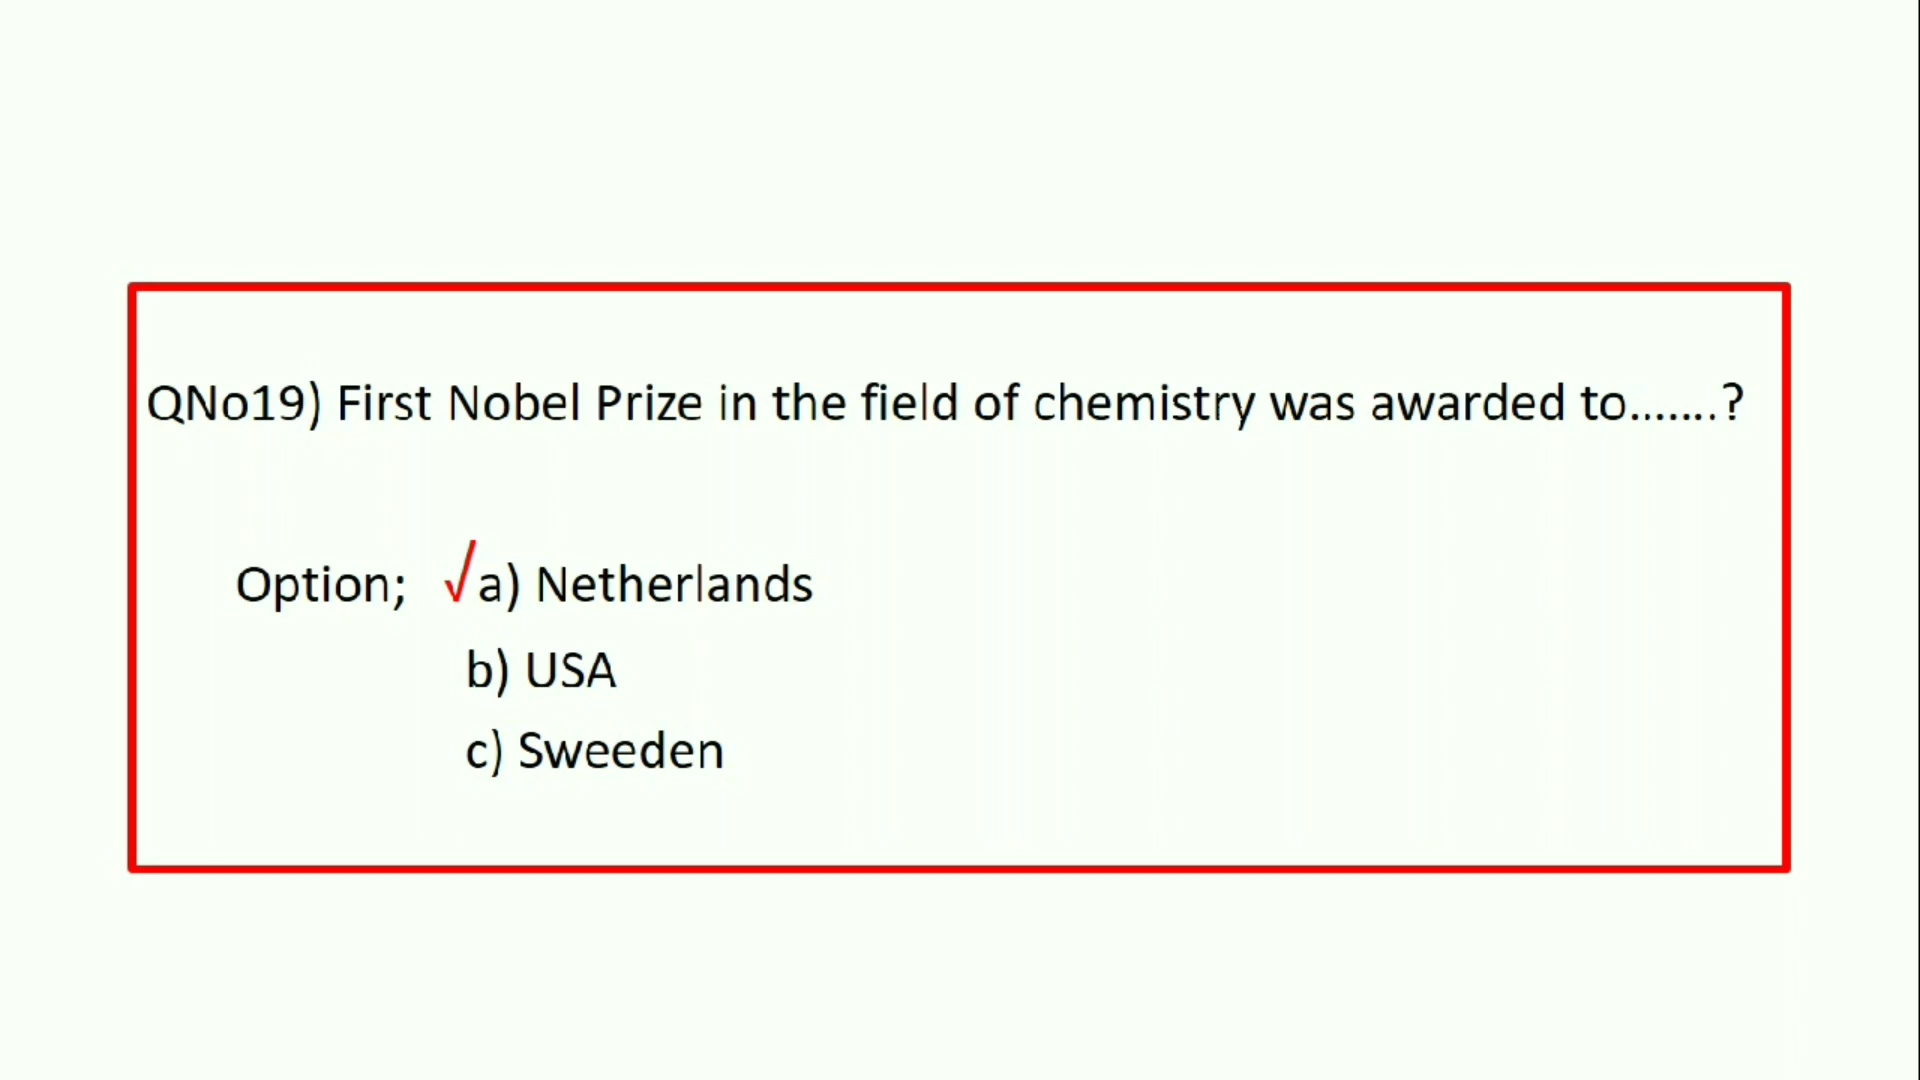 QNo19) First Nobel Prize in the field of chemistry was awarded to.......?
Option; √a) Netherlands
b) USA
c) Sweeden